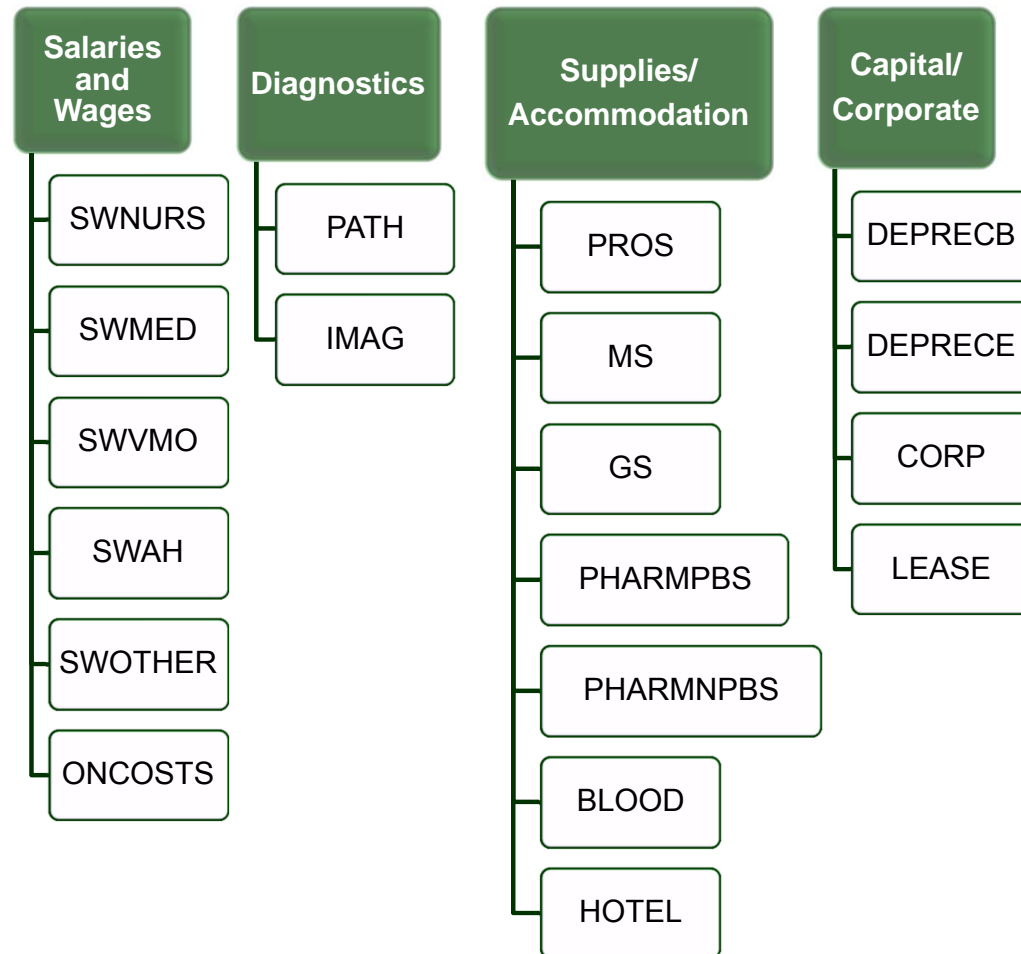 Salaries
and
Wages
SWNURS
SWMED
SWVMO
SWAH
SWOTHER
ONCOSTS
Diagnostics
PATH
IMAG
Supplies/
Accommodation
PROS
MS
GS
PHARMPBS
PHARMNPBS
BLOOD
HOTEL
Capital/
Corporate
DEPRECB
DEPRECE
CORP
LEASE